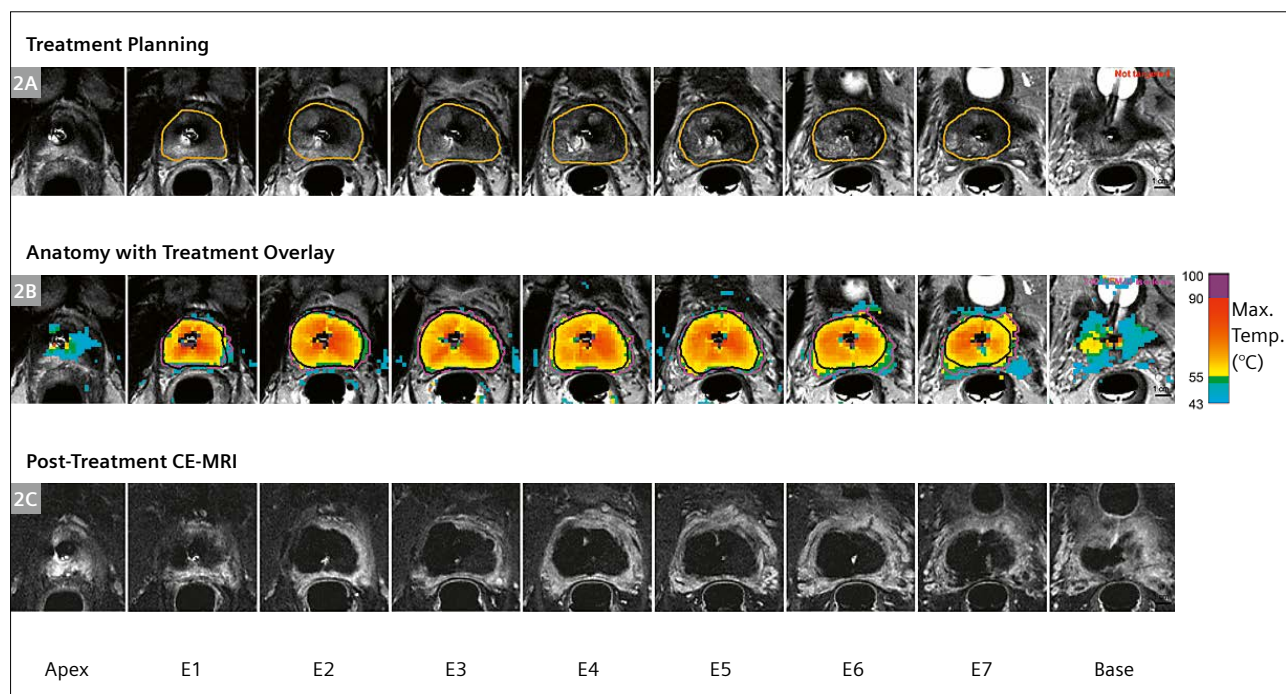 Treatment Planning
2A
Not targeted
1 cm
Anatomy with Treatment Overlay
2B
1 cm
100
90
55
43
Max.
Temp.
(°C)
Post-Treatment CE-MRI
2C
Apex
E1
E2
E3
E4
E5
E6
E7
Base